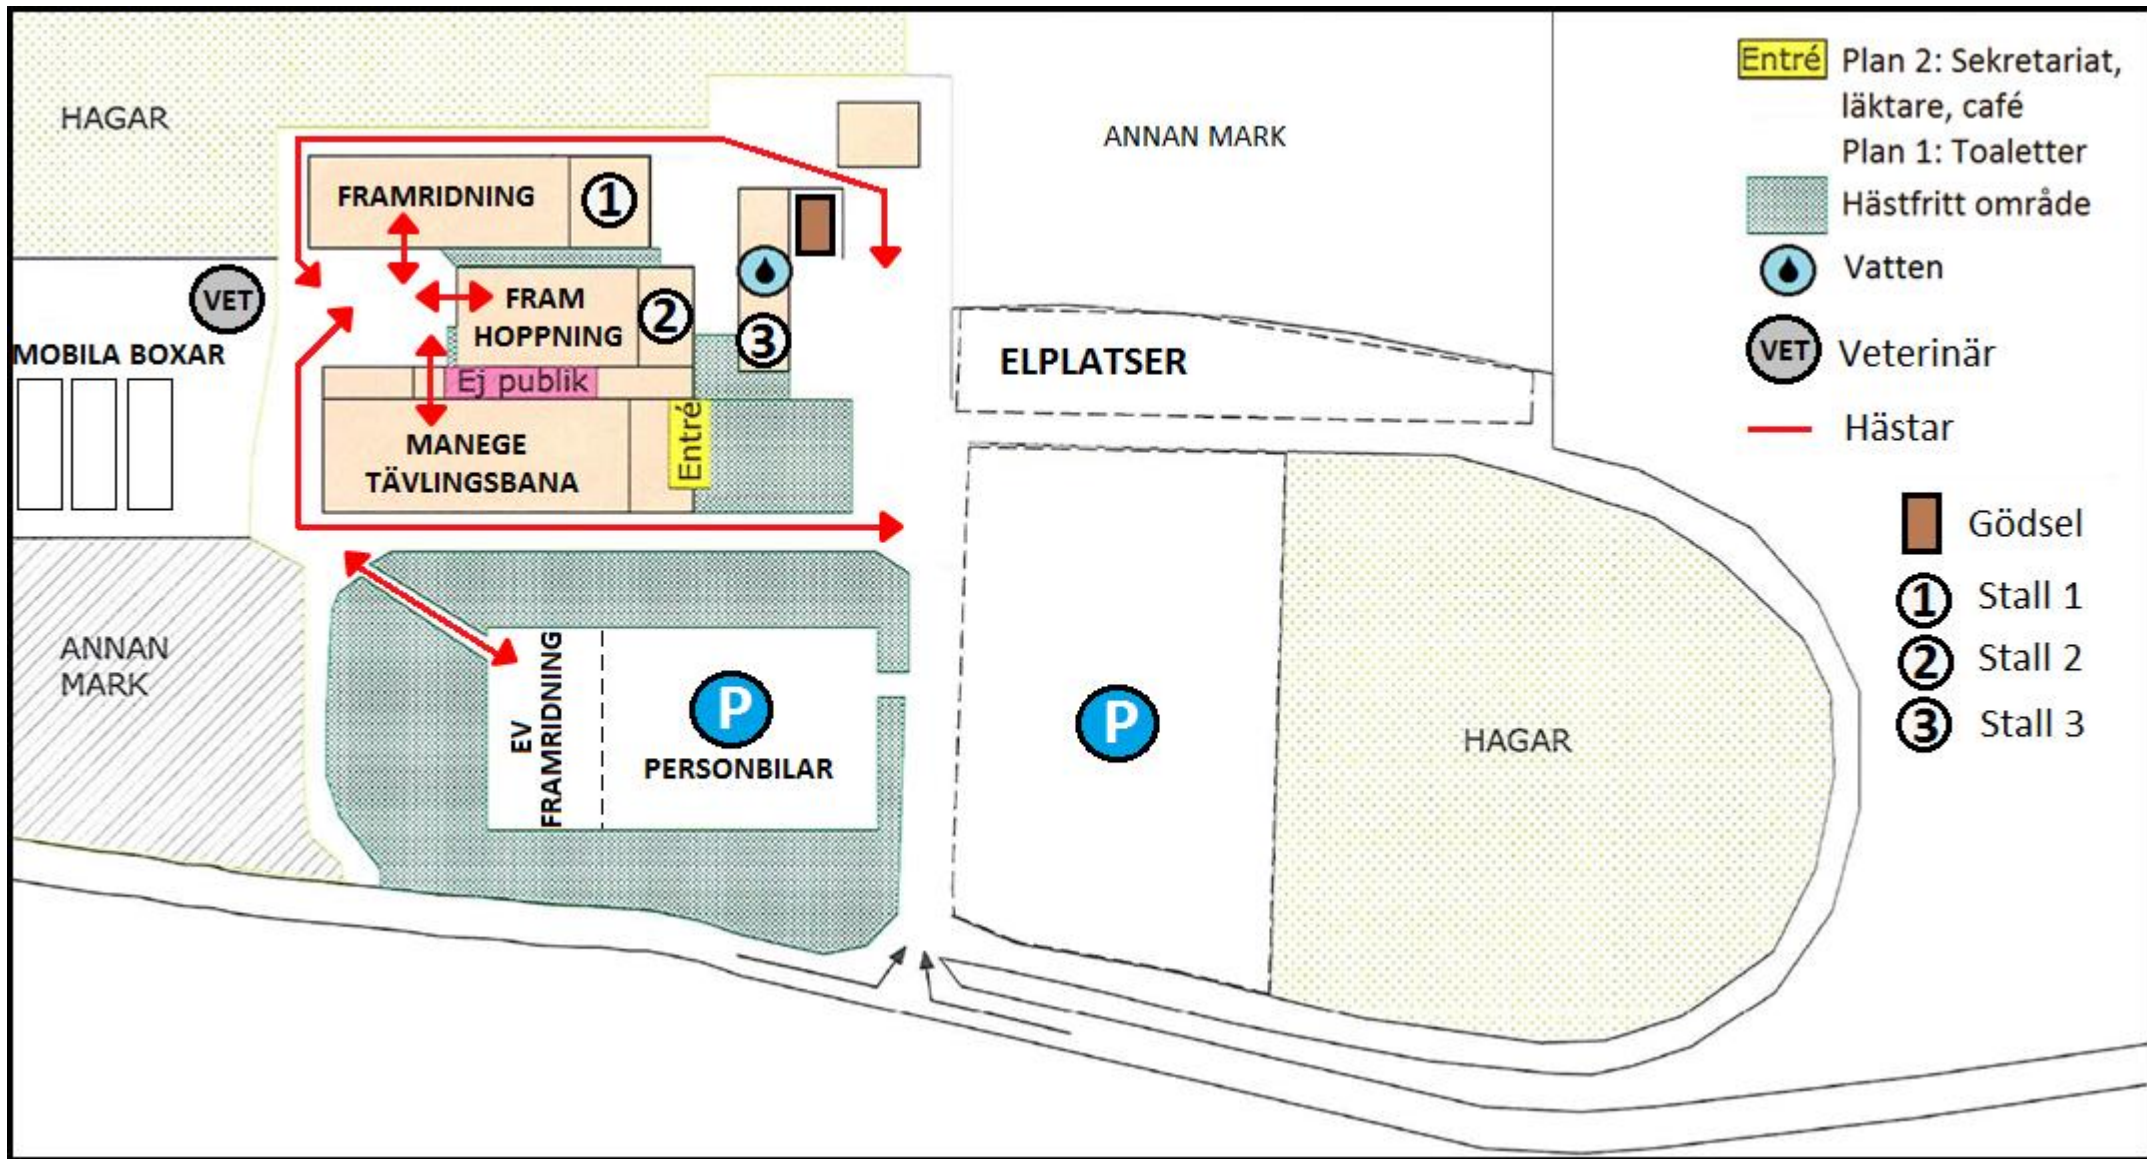 HAGAR
FRAMRIDNING
1
VET
FRAM
HOPPNING
2
3
MOBILA BOXAR
Ej publik
MANEGE
TÄVLINGSBANA
Entré
ANNAN MARK
ELPLATSER
ANNAN
MARK
EV
FRAMRIDNING
P
PERSONBILAR
P
HAGAR
Entré Plan 2: Sekretariat,
läktare, café
Plan 1: Toaletter
Hästfritt område
Vatten
VET Veterinär
Hästar
Gödsel
1 Stall 1
2 Stall 2
3 Stall 3